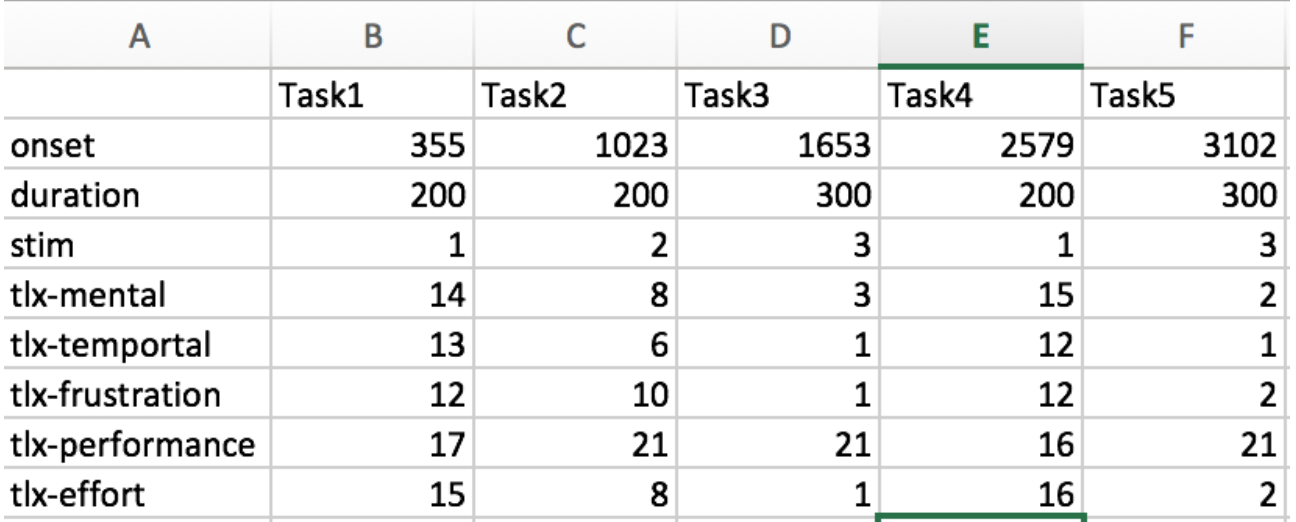 A B C D E F
Task1 Task2 Task3 Task4 Task5
onset 355 1023 1653 2579 3102
duration 200 200 300 200 300
stim 1 2 3 1 3
tlx-mental 14 8 3 15 2
tlx-temportal 13 6 1 12 1
tlx-frustration 12 10 1 12 2
tlx-performance 17 21 21 16 21
tlx-effort 15 8 1 16 2